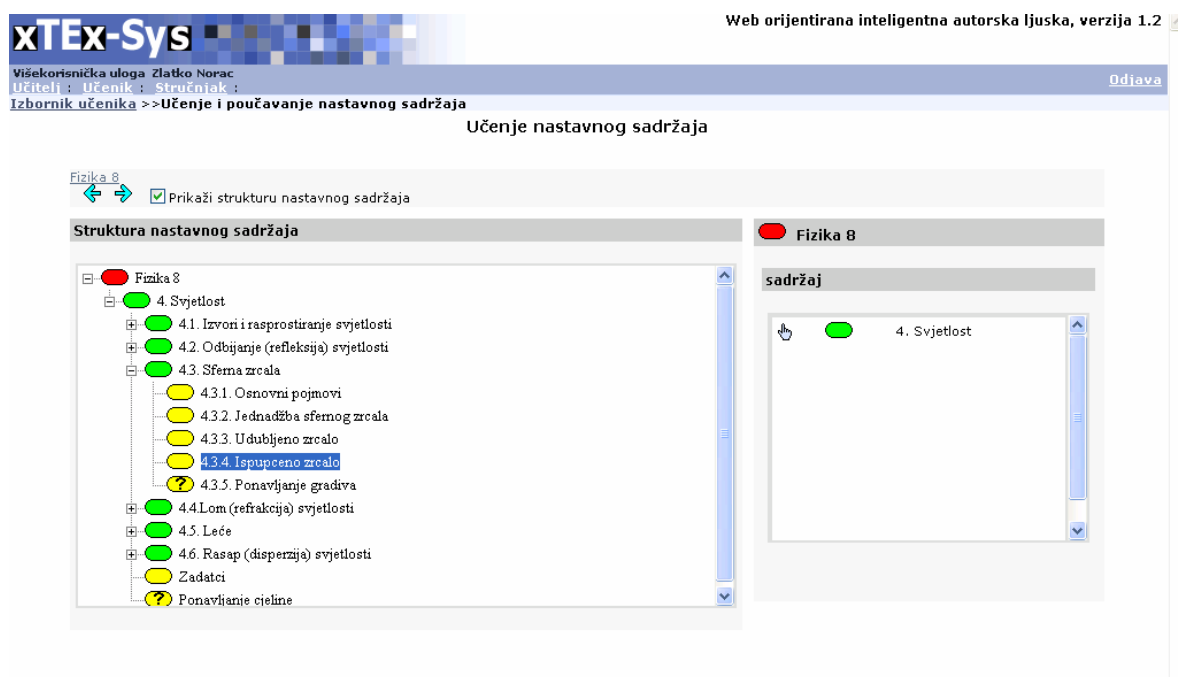 xTEx-Sys
Web orijentirana inteligentna autorska ljuska, verzija 1.2
Višekorisnička uloga Zlatko Norac
Učitelj : Učenik : Stručnjak :
Odjava
Izbornik učenika >>Učenje i poučavanje nastavnog sadržaja
Učenje nastavnog sadržaja
Fizika 8
Prikaži strukturu nastavnog sadržaja
Struktura nastavnog sadržaja
Fizika 8
4. Svjetlost
4.1. Izvori i rasprostiranje svjetlosti
4.2. Odbijanje (refleksija) svjetlosti
4.3. Sferna zrcala
4.3.1. Osnovni pojmovi
4.3.2. Jednadžba sfernog zrcala
4.3.3. Udubljeno zrcalo
4.3.4. Ispupceno zrcalo
? 4.3.5. Ponavljanje gradiva
4.4.Lom (refrakcija) svjetlosti
4.5. Leće
4.6. Rasap (disperzija) svjetlosti
Zadatci
? Ponavljanje cjeline
Fizika 8
sadržaj
4. Svjetlost